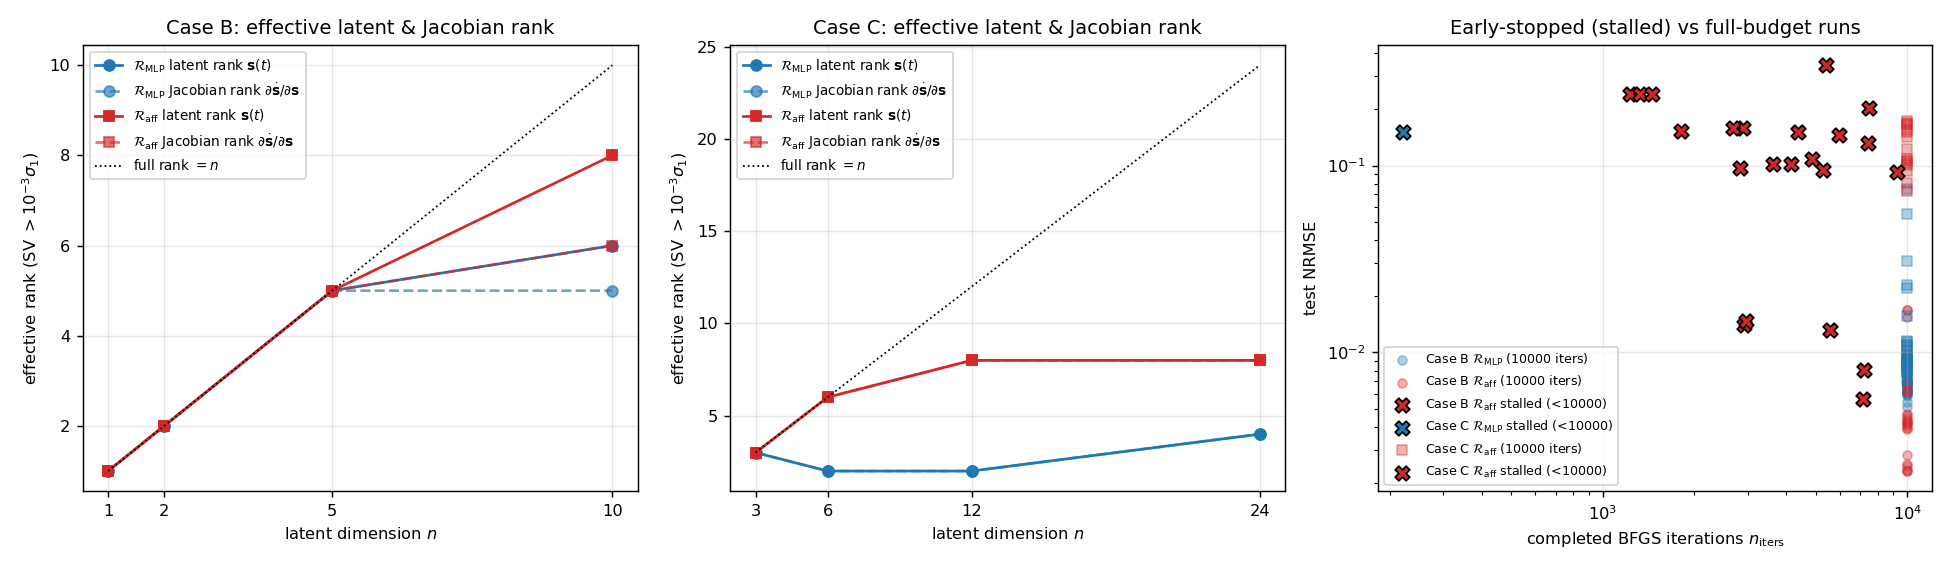 Case B: effective latent & Jacobian rank
effective rank (SV > 10⁻³σ₁)
10
8
6
4
2
ℛ_MLP latent rank s(t)
ℛ_MLP Jacobian rank ∂ṡ/∂s
ℛ_aff latent rank s(t)
ℛ_aff Jacobian rank ∂ṡ/∂s
full rank = n
1
2
5
10
latent dimension n
Case C: effective latent & Jacobian rank
effective rank (SV > 10⁻³σ₁)
25
20
15
10
5
ℛ_MLP latent rank s(t)
ℛ_MLP Jacobian rank ∂ṡ/∂s
ℛ_aff latent rank s(t)
ℛ_aff Jacobian rank ∂ṡ/∂s
full rank = n
3
6
12
24
latent dimension n
Early-stopped (stalled) vs full-budget runs
test NRMSE
10⁻¹
10⁻²
Case B ℛ_MLP (10000 iters)
Case B ℛ_aff (10000 iters)
Case B ℛ_aff stalled (<10000)
Case C ℛ_MLP stalled (<10000)
Case C ℛ_aff (10000 iters)
Case C ℛ_aff stalled (<10000)
10³
10⁴
completed BFGS iterations n_iters